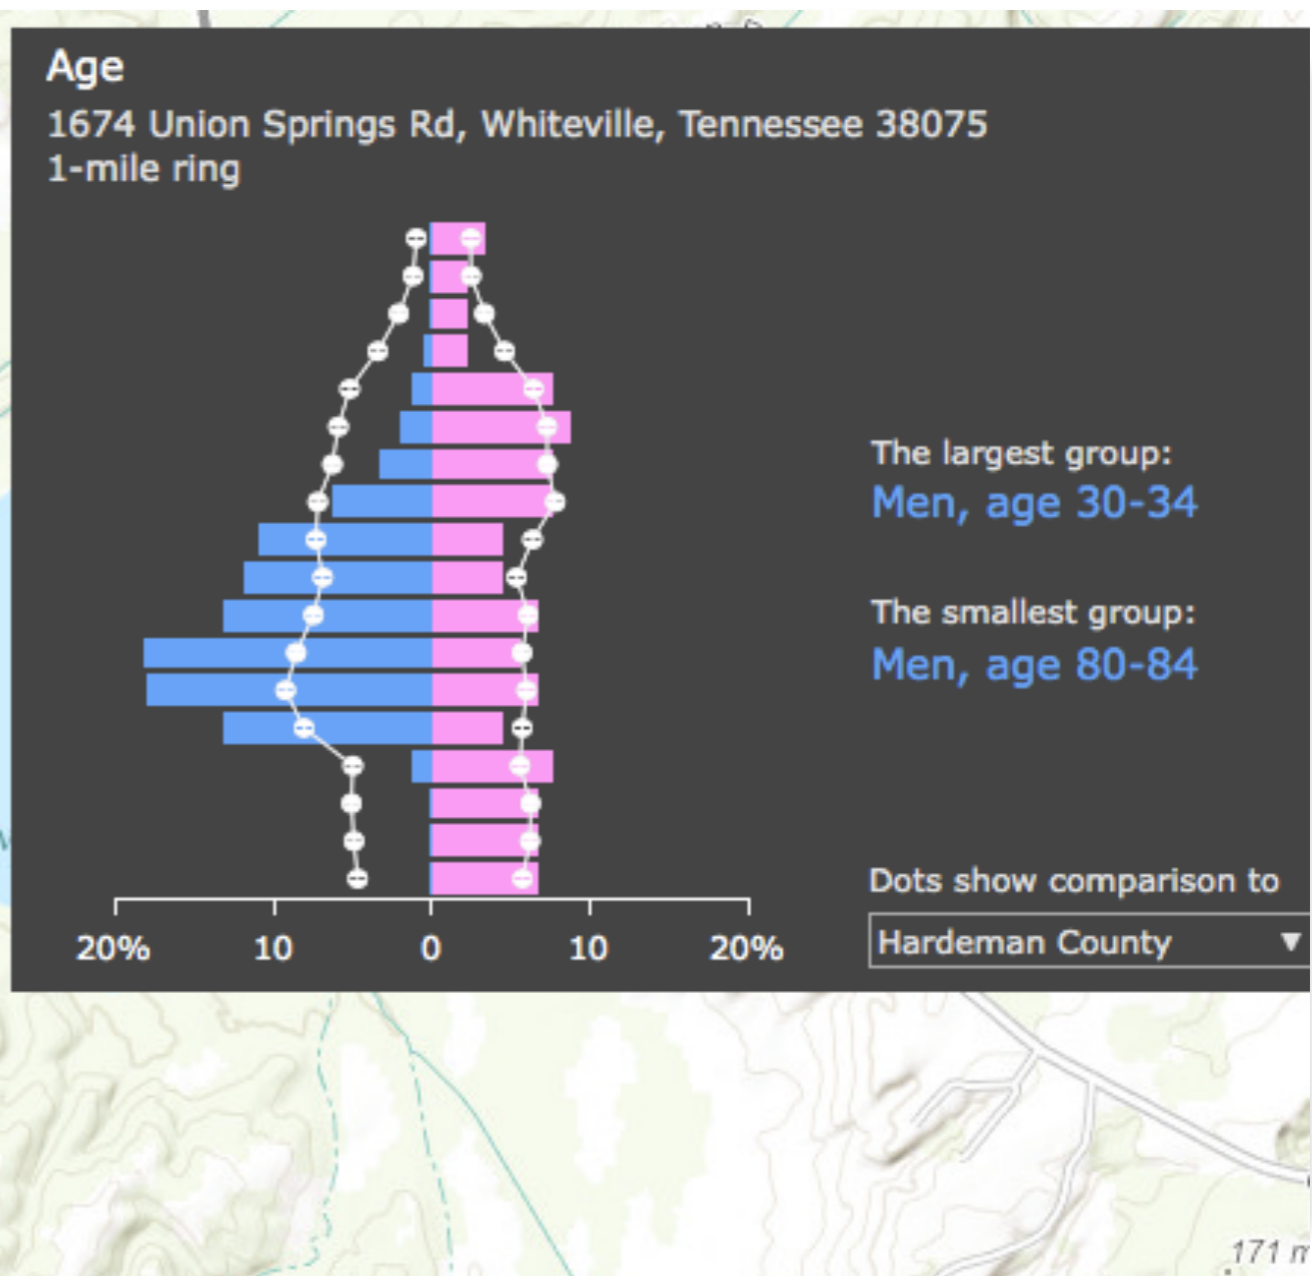 Age
1674 Union Springs Rd, Whiteville, Tennessee 38075
1-mile ring
The largest group:
Men, age 30-34
The smallest group:
Men, age 80-84
Dots show comparison to
Hardeman County
20% 10 0 10 20%
171 m